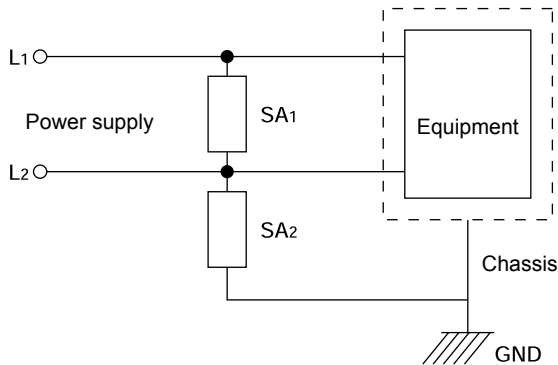 L1
SA1
Power supply
Equipment
L2
SA2
Chassis
GND